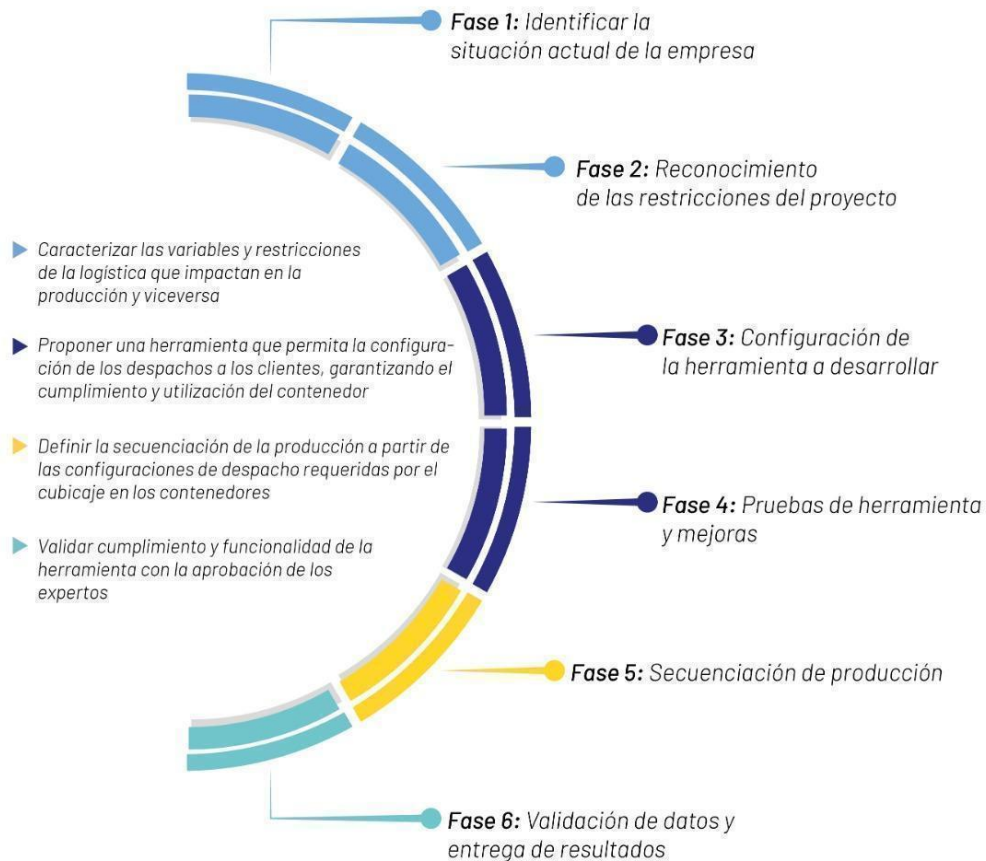 Fase 1: Identificar la
situación actual de la empresa
Fase 2: Reconocimiento
de las restricciones del proyecto
Caracterizar las variables y restricciones
de la logística que impactan en la
producción y viceversa
Proponer una herramienta que permita la configura-
ción de los despachos a los clientes, garantizando el
cumplimiento y utilización del contenedor
Definir la secuenciación de la producción a partir de
las configuraciones de despacho requeridas por el
cubicaje en los contenedores
Validar cumplimiento y funcionalidad de la
herramienta con la aprobación de los
expertos
Fase 3: Configuración de
la herramienta a desarrollar
Fase 4: Pruebas de herramienta
y mejoras
Fase 5: Secuenciación de producción
Fase 6: Validación de datos y
entrega de resultados